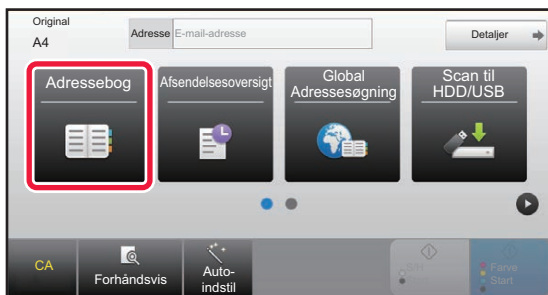 Original
A4
Adresse E-mail-adresse
Detaljer
Adressebog
Afsendelsesoversigt
Global
Adressesøgning
Scan til
HDD/USB
CA
Forhåndsvis
Auto-
indstil
S/H
Start
Farve
Start